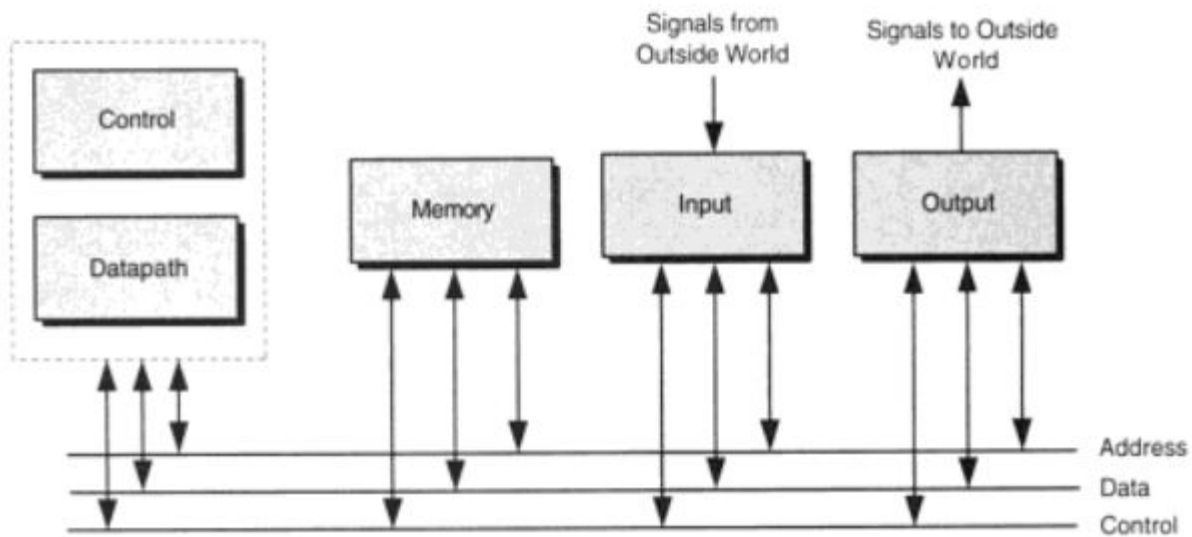 Signals from
Outside World
Signals to Outside
World
Control
Datapath
Memory
Input
Output
Address
Data
Control